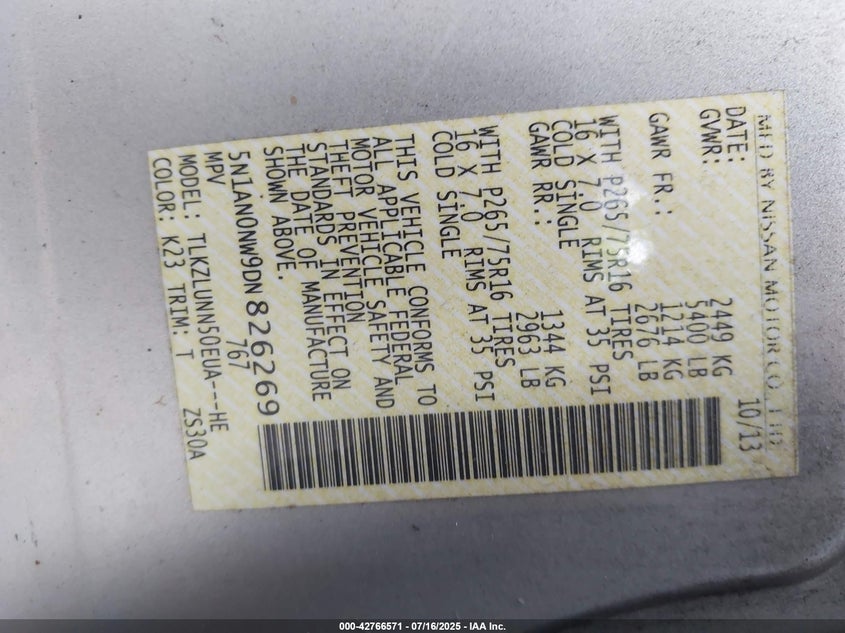 MFD BY NISSAN MOTOR CO., LTD.
DATE: 10/13
GVWR: 2449 KG
5400 LB
GAWR FR.: 1214 KG
2676 LB
WITH P265/75R16 TIRES
16 X 7.0 RIMS AT 35 PSI
COLD SINGLE
GAWR RR.: 1344 KG
2963 LB
WITH P265/75R16 TIRES
16 X 7.0 RIMS AT 35 PSI
COLD SINGLE
THIS VEHICLE CONFORMS TO
ALL APPLICABLE FEDERAL
MOTOR VEHICLE SAFETY AND
THEFT PREVENTION
STANDARDS IN EFFECT ON
THE DATE OF MANUFACTURE
SHOWN ABOVE.
5N1AN0NW9DN826269
MPV 767
MODEL: TLKZLUNN50EUA---HE
COLOR: K23 TRIM: T ZS30A
000-42766571 - 07/16/2025 - IAA Inc.